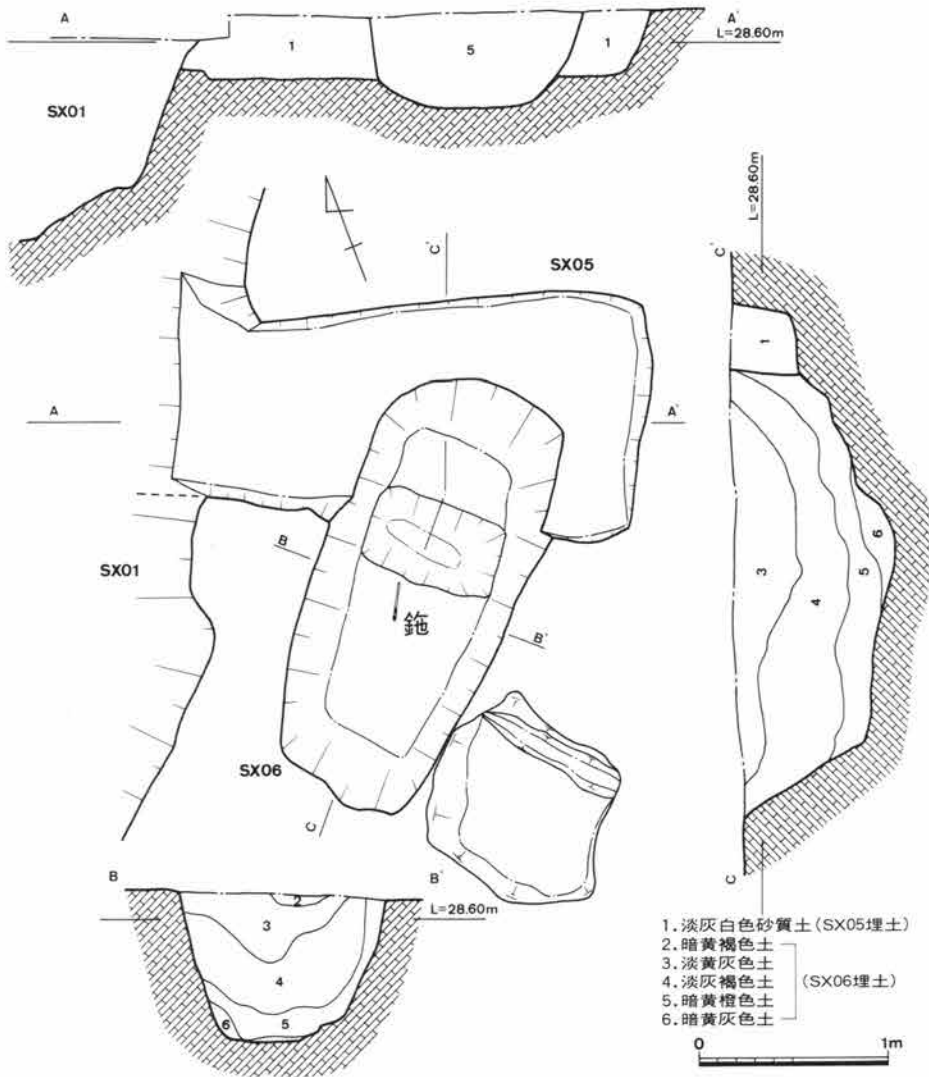 A
A'
L=28.60m
1
5
1
SX01
L=28.60m
C'
SX05
C'
1
A
A'
3
4
5
6
B
SX01
鉇
B'
SX06
C
C
B
B'
L=28.60m
2
3
4
5
6
1.淡灰白色砂質土(SX05埋土)
2.暗黄褐色土
3.淡黄灰色土
4.淡灰褐色土
5.暗黄橙色土
6.暗黄灰色土
(SX06埋土)
0
1m